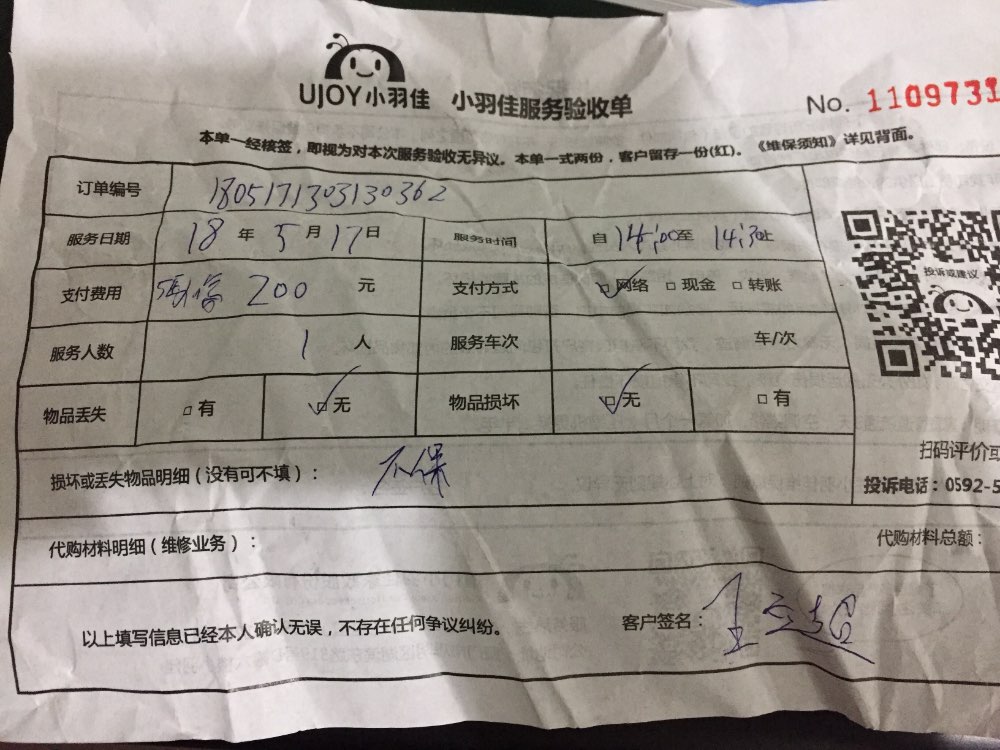 UJOY小羽佳 小羽佳服务验收单
No. 1109731
本单一经核签，即视为对本次服务验收无异议。本单一式两份，客户留存一份(红)。《维保须知》详见背面。
订单编号 180517130313036​2
服务日期 18 年 5 月 17 日 服务时间 自 14:00 至 14:30 止
支付费用 200 元 支付方式 网络 现金 转账
投诉或建议
服务人数 1 人 服务车次 车/次
物品丢失 有 无 物品损坏 无 有
扫码评价或
损坏或丢失物品明细（没有可不填）： 不保
投诉电话：0592-5
代购材料明细（维修业务）：
代购材料总额：
以上填写信息已经本人确认无误，不存在任何争议纠纷。 客户签名：